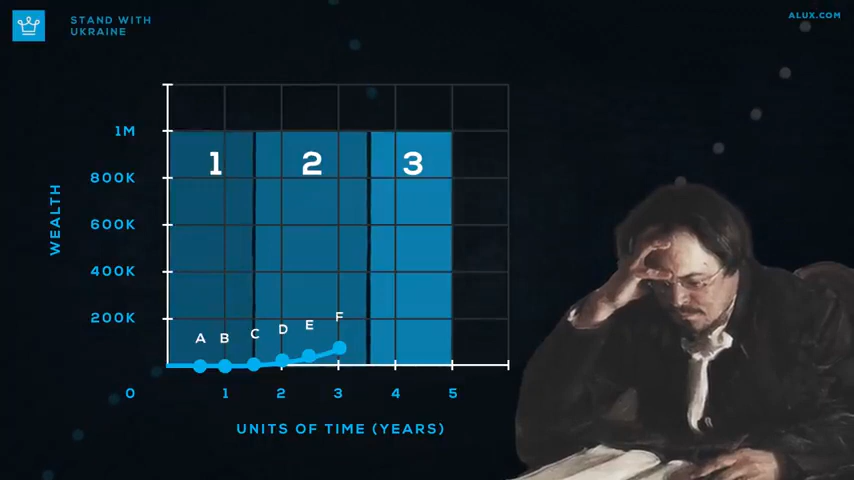 STAND WITH
UKRAINE
ALUX.COM
1M
800K
600K
400K
200K
0
WEALTH
1 2 3
A B C D E F
1 2 3 4 5
UNITS OF TIME (YEARS)